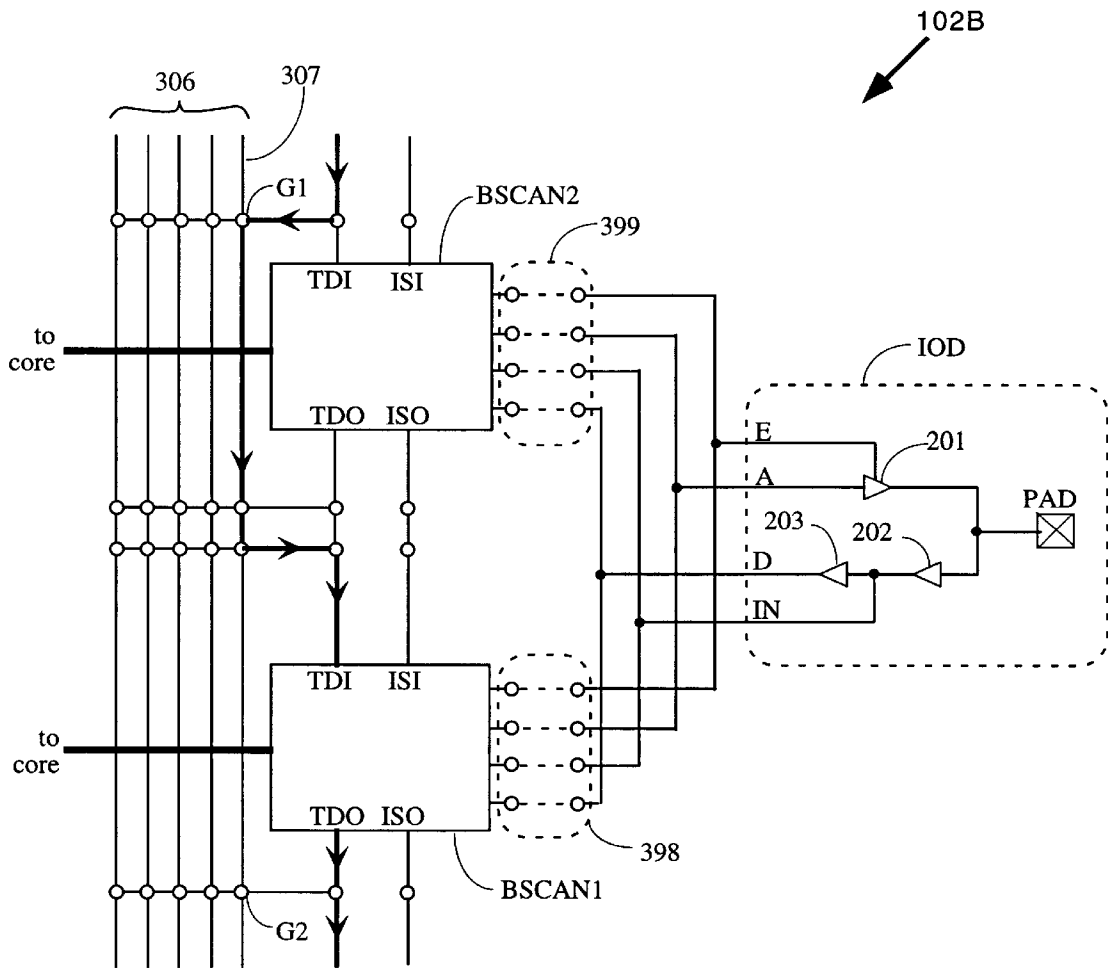 102B
306
307
G1
BSCAN2
399
TDI ISI
to
core
IOD
TDO ISO
E
201
A
PAD
203
202
D
IN
TDI ISI
to
core
TDO ISO
398
BSCAN1
G2